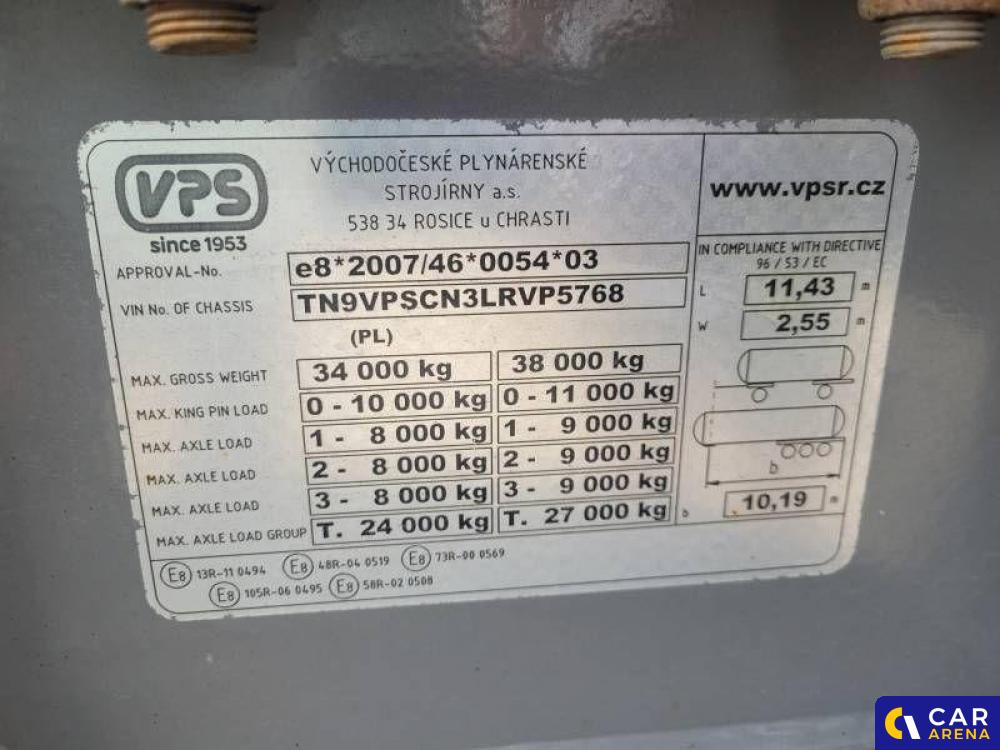 VPS
since 1953
VÝCHODOČESKÉ PLYNÁRENSKÉ
STROJÍRNY a.s.
538 34 ROSICE u CHRASTI
www.vpsr.cz
APPROVAL-No. e8*2007/46*0054*03
VIN No. OF CHASSIS TN9VPSCN3LRVP5768
(PL)
MAX. GROSS WEIGHT 34 000 kg 38 000 kg
MAX. KING PIN LOAD 0 - 10 000 kg 0 - 11 000 kg
MAX. AXLE LOAD 1 - 8 000 kg 1 - 9 000 kg
MAX. AXLE LOAD 2 - 8 000 kg 2 - 9 000 kg
MAX. AXLE LOAD 3 - 8 000 kg 3 - 9 000 kg
MAX. AXLE LOAD GROUP T. 24 000 kg T. 27 000 kg
IN COMPLIANCE WITH DIRECTIVE
96 / 53 / EC
L 11,43 m
W 2,55 m
b
b 10,19 m
E8 13R-11 0494 E8 48R-04 0519 E8 73R-00 0569
E8 105R-06 0495 E8 58R-02 0508
CAR
ARENA